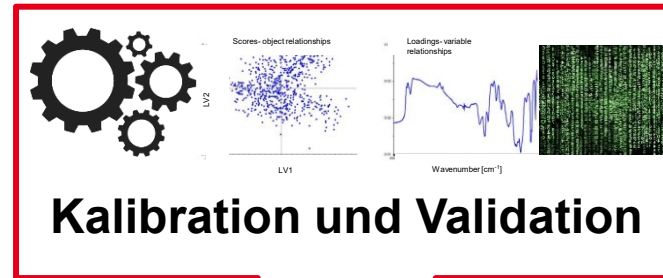 Scores- object relationships
LV2
LV1
Loadings- variable
relationships
Wavenumber [cm⁻¹]
Kalibration und Validation